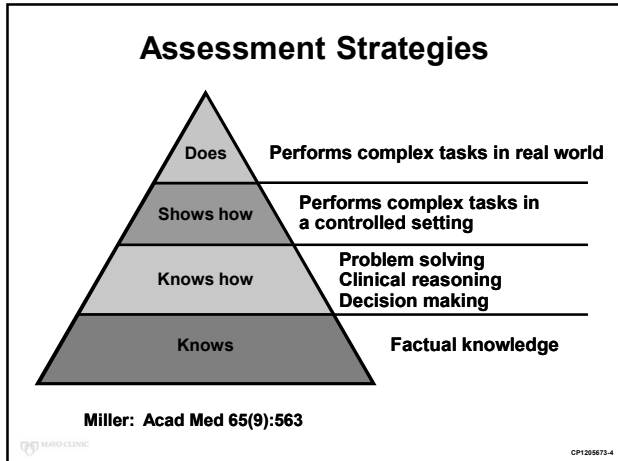 Assessment Strategies
Does
Performs complex tasks in real world
Shows how
Performs complex tasks in
a controlled setting
Knows how
Problem solving
Clinical reasoning
Decision making
Knows
Factual knowledge
Miller: Acad Med 65(9):563
MAYO CLINIC
CP1205673-4